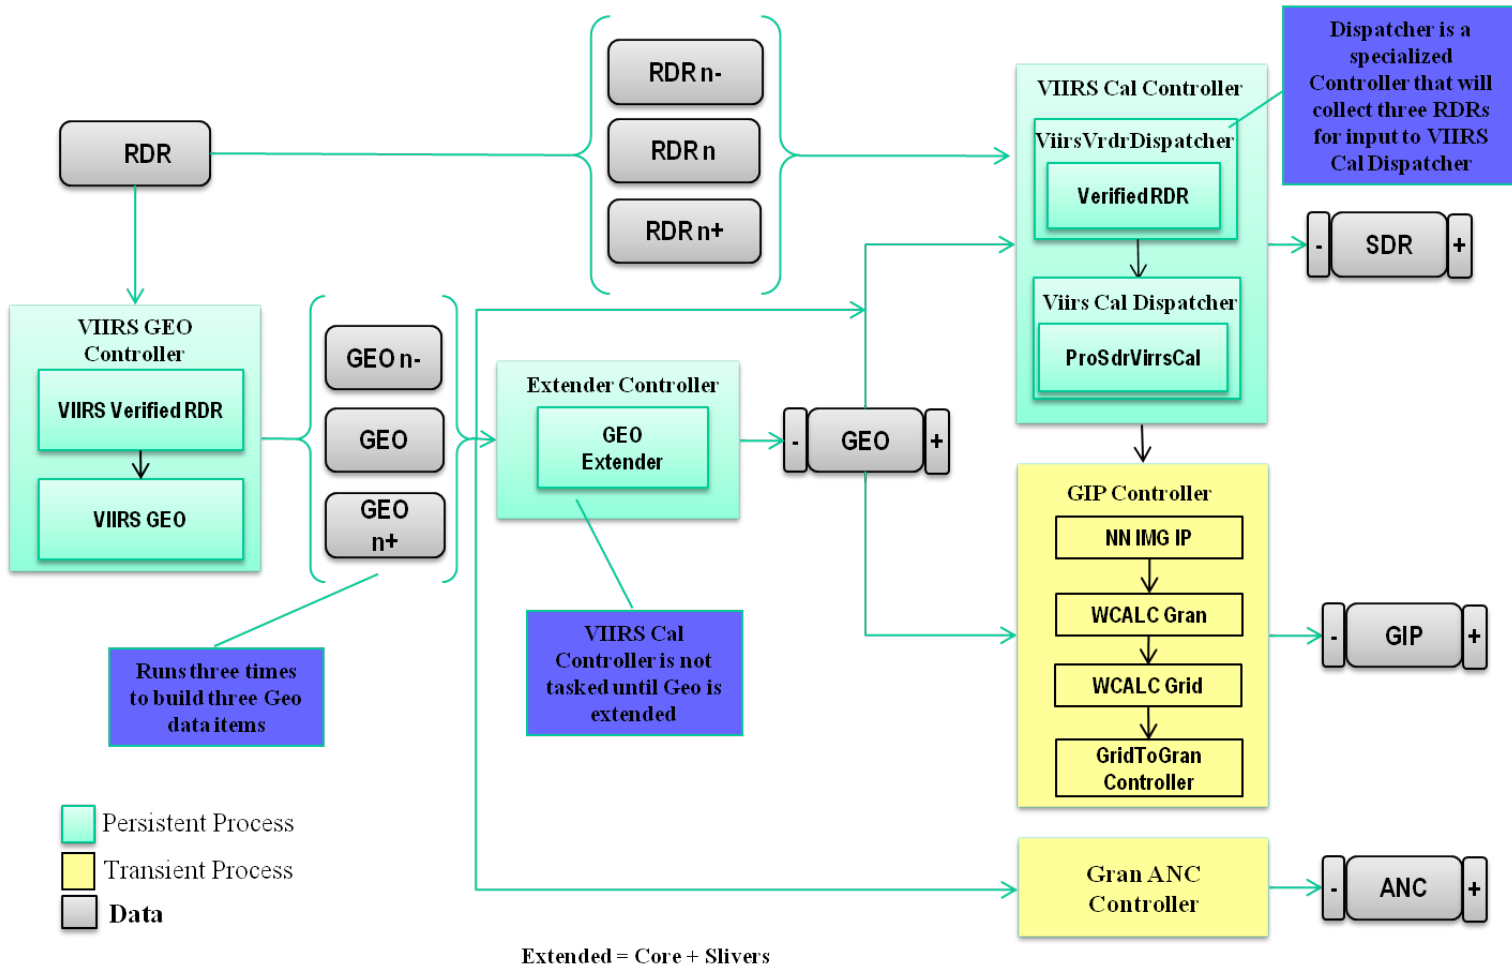 RDR
RDR n-
RDR n
RDR n+
VIIRS Cal Controller
ViirsVrdrDispatcher
Verified RDR
Viirs Cal Dispatcher
ProSdrVirrsCal
Dispatcher is a
specialized
Controller that will
collect three RDRs
for input to VIIRS
Cal Dispatcher
- SDR +
VIIRS GEO
Controller
VIIRS Verified RDR
VIIRS GEO
GEO n-
GEO
GEO
n+
Extender Controller
GEO
Extender
- GEO +
GIP Controller
NN IMG IP
WCALC Gran
WCALC Grid
GridToGran
Controller
- GIP +
Runs three times
to build three Geo
data items
VIIRS Cal
Controller is not
tasked until Geo is
extended
Persistent Process
Transient Process
Data
Gran ANC
Controller
- ANC +
Extended = Core + Slivers